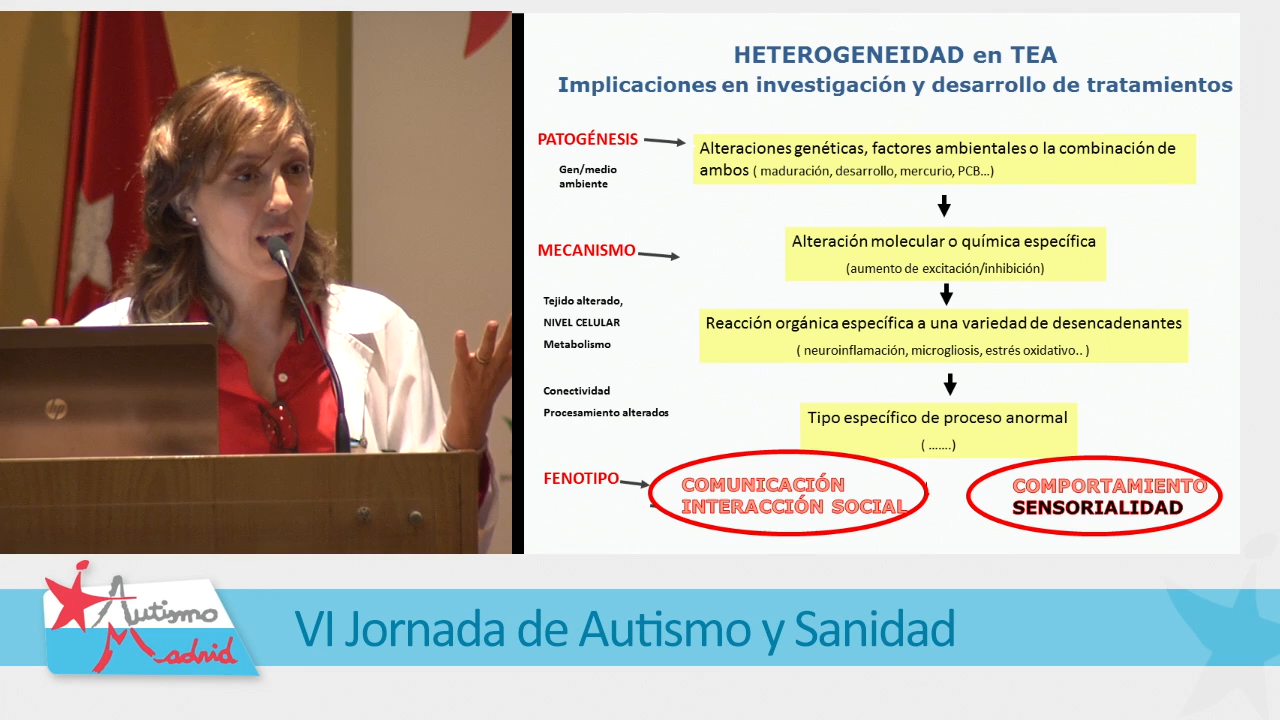 HETEROGENEIDAD en TEA
Implicaciones en investigación y desarrollo de tratamientos
PATOGÉNESIS
Gen/medio
ambiente
Alteraciones genéticas, factores ambientales o la combinación de
ambos ( maduración, desarrollo, mercurio, PCB...)
MECANISMO
Alteración molecular o química específica
(aumento de excitación/inhibición)
Tejido alterado,
NIVEL CELULAR
Metabolismo
Reacción orgánica específica a una variedad de desencadenantes
( neuroinflamación, microgliosis, estrés oxidativo.. )
Conectividad
Procesamiento alterados
Tipo específico de proceso anormal
( .......)
FENOTIPO
COMUNICACIÓN
INTERACCIÓN SOCIAL
COMPORTAMIENTO
SENSORIALIDAD
hp
Autismo
Madrid
VI Jornada de Autismo y Sanidad